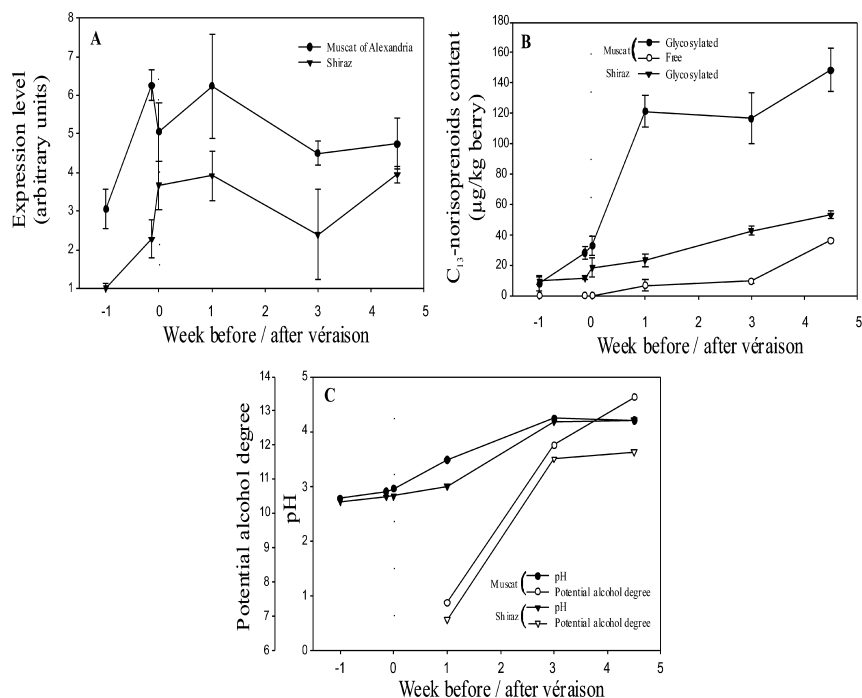 A
Muscat of Alexandria
Shiraz
Expression level
(arbitrary units)
8
7
6
5
4
3
2
1
-1 0 1 2 3 4 5
Week before / after véraison
B
Muscat ( Glycosylated
Free
Shiraz Glycosylated
C13-norisoprenoids content
(µg/kg berry)
180
160
140
120
100
80
60
40
20
0
-1 0 1 3 4 5
Week before / after véraison
C
Potential alcohol degree
14
13
12
11
10
9
8
7
6
pH
5
4
3
2
1
0
Muscat ( pH
Potential alcohol degree
Shiraz ( pH
Potential alcohol degree
-1 0 1 3 4 5
Week before / after véraison